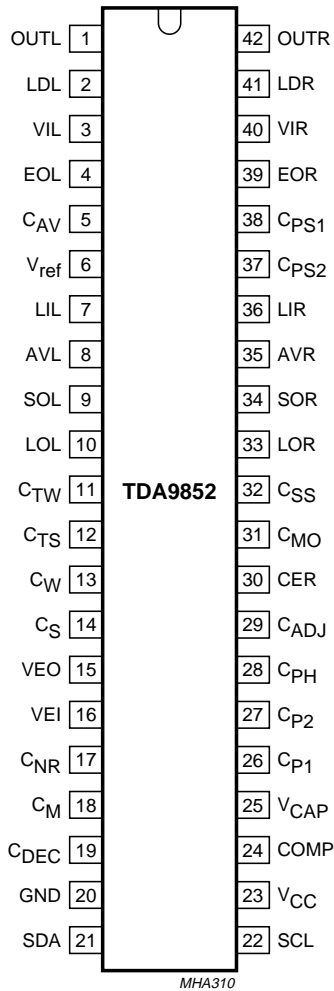 OUTL 1 42 OUTR
LDL 2 41 LDR
VIL 3 40 VIR
EOL 4 39 EOR
CAV 5 38 CPS1
Vref 6 37 CPS2
LIL 7 36 LIR
AVL 8 35 AVR
SOL 9 34 SOR
LOL 10 33 LOR
CTW 11 TDA9852 32 CSS
CTS 12 31 CMO
CW 13 30 CER
CS 14 29 CADJ
VEO 15 28 CPH
VEI 16 27 CP2
CNR 17 26 CP1
CM 18 25 VCAP
CDEC 19 24 COMP
GND 20 23 VCC
SDA 21 22 SCL
MHA310